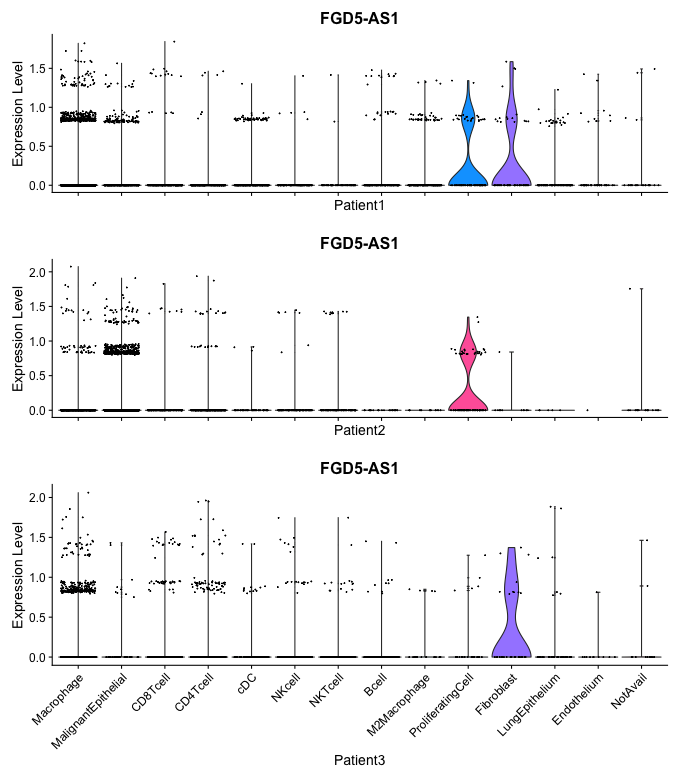 FGD5-AS1
Expression Level
1.5
1.0
0.5
0.0
Patient1
FGD5-AS1
Expression Level
2.0
1.5
1.0
0.5
0.0
Patient2
FGD5-AS1
Expression Level
2.0
1.5
1.0
0.5
0.0
Macrophage
MalignantEpithelial
CD8Tcell
CD4Tcell
cDC
NKcell
NKTcell
Bcell
M2Macrophage
ProliferatingCell
Fibroblast
LungEpithelium
Endothelium
NotAvail
Patient3